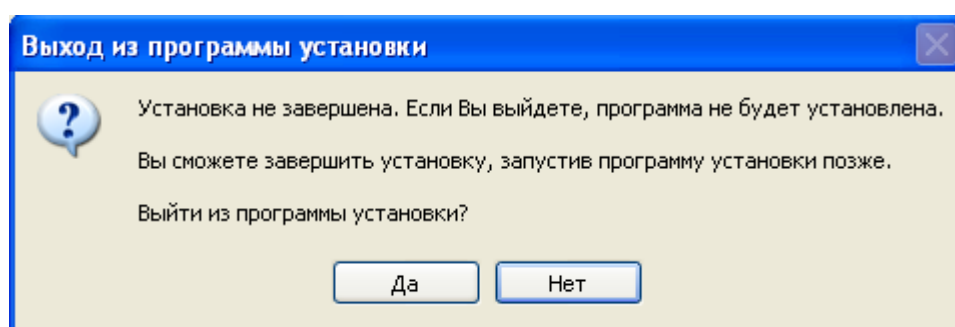 Выход из программы установки
Установка не завершена. Если Вы выйдете, программа не будет установлена.
Вы сможете завершить установку, запустив программу установки позже.
Выйти из программы установки?
Да Нет